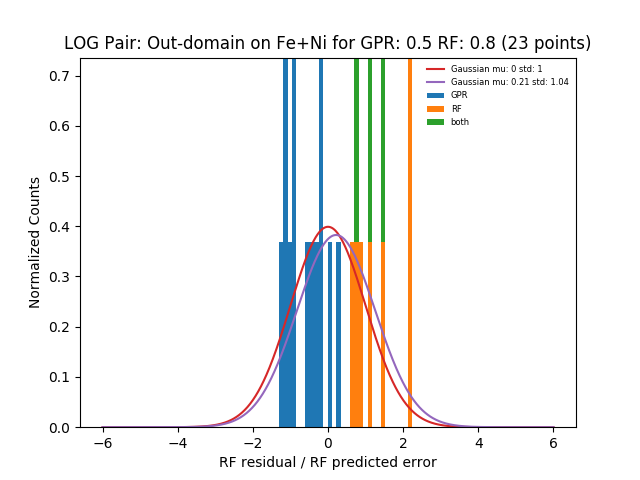 LOG Pair: Out-domain on Fe+Ni for GPR: 0.5 RF: 0.8 (23 points)
Gaussian mu: 0 std: 1
Gaussian mu: 0.21 std: 1.04
GPR
RF
both
Normalized Counts
0.7
0.6
0.5
0.4
0.3
0.2
0.1
0.0
−6
−4
−2
0
2
4
6
RF residual / RF predicted error